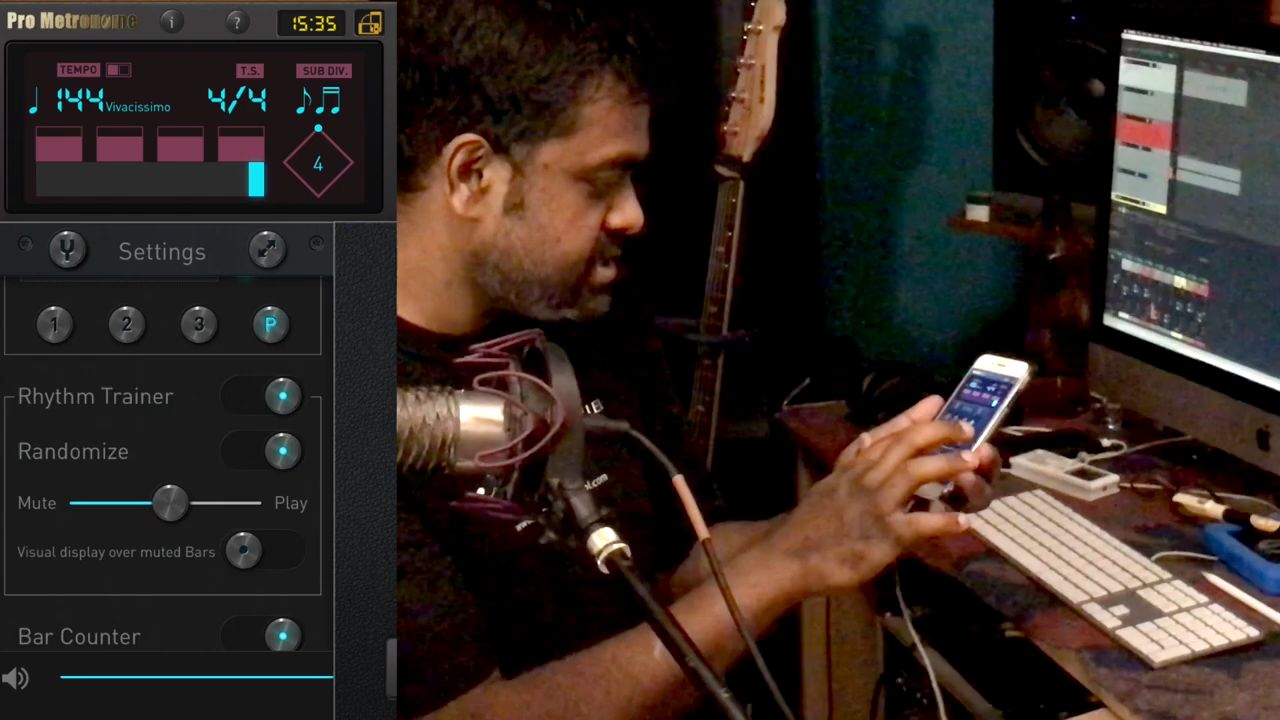 Pro Metronome i ? 15:35
TEMPO T.S. SUB DIV.
144 Vivacissimo 4/4
4
Settings
1 2 3 P
Rhythm Trainer
Randomize
Mute Play
Visual display over muted Bars
Bar Counter